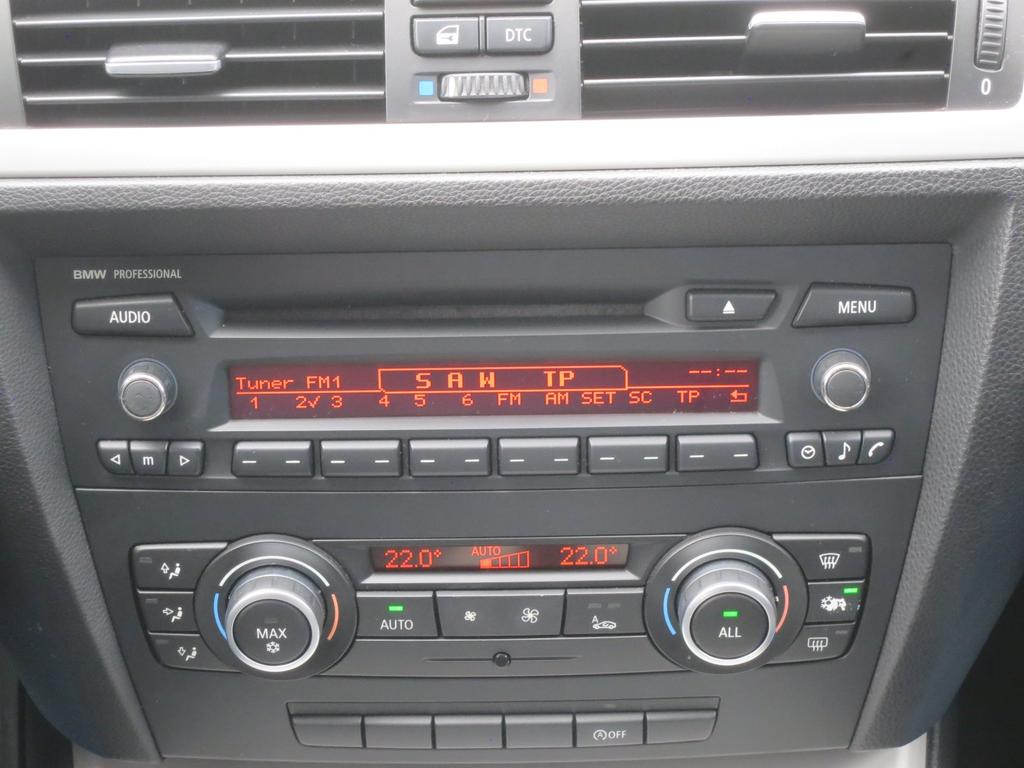 DTC
0
BMW PROFESSIONAL
AUDIO
MENU
Tuner FM1 S A W TP --:--
1 2✓ 3 4 5 6 FM AM SET SC TP
m
22.0° AUTO 22.0°
MAX
AUTO
A
ALL
A OFF